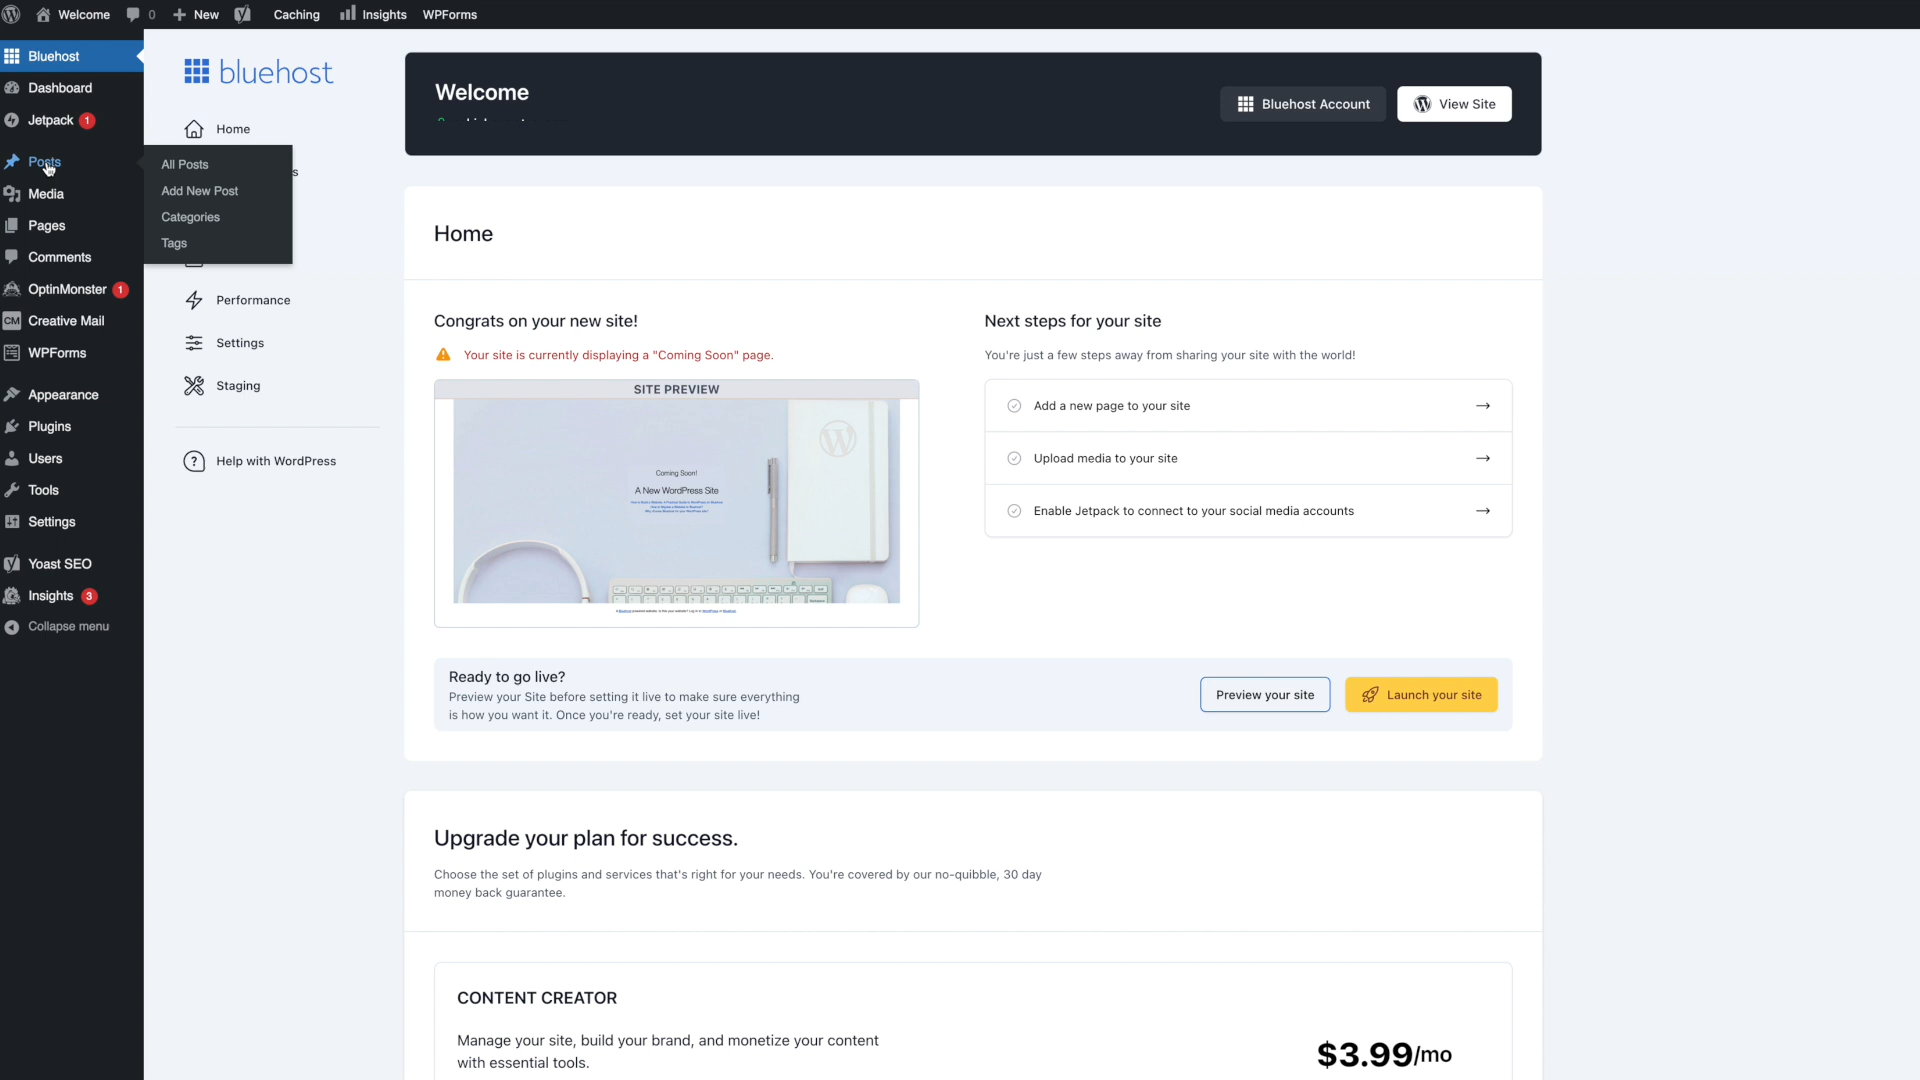 Welcome
0
New
Caching
Insights
WPForms
Bluehost
Dashboard
Jetpack 1
Posts
Media
Pages
Comments
OptinMonster 1
CM Creative Mail
WPForms
Appearance
Plugins
Users
Tools
Settings
Yoast SEO
Insights 3
Collapse menu
All Posts
Add New Post
Categories
Tags
bluehost
Home
s
Performance
Settings
Staging
? Help with WordPress
Welcome
Bluehost Account
View Site
Home
Congrats on your new site!
Your site is currently displaying a "Coming Soon" page.
SITE PREVIEW
Coming Soon!
A New WordPress Site
Next steps for your site
You're just a few steps away from sharing your site with the world!
Add a new page to your site
Upload media to your site
Enable Jetpack to connect to your social media accounts
Ready to go live?
Preview your Site before setting it live to make sure everything
is how you want it. Once you're ready, set your site live!
Preview your site
Launch your site
Upgrade your plan for success.
Choose the set of plugins and services that's right for your needs. You're covered by our no-quibble, 30 day
money back guarantee.
CONTENT CREATOR
Manage your site, build your brand, and monetize your content
with essential tools.
$3.99/mo